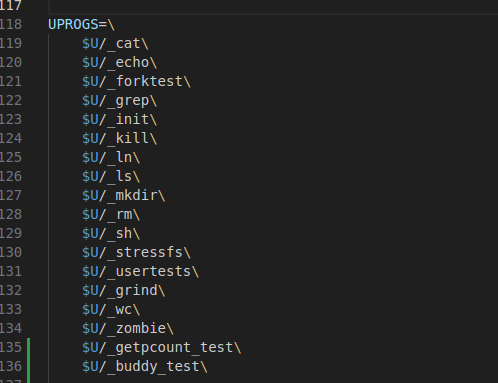 117
118 UPROGS=\
119 $U/_cat\
120 $U/_echo\
121 $U/_forktest\
122 $U/_grep\
123 $U/_init\
124 $U/_kill\
125 $U/_ln\
126 $U/_ls\
127 $U/_mkdir\
128 $U/_rm\
129 $U/_sh\
130 $U/_stressfs\
131 $U/_usertests\
132 $U/_grind\
133 $U/_wc\
134 $U/_zombie\
135 $U/_getpcount_test\
136 $U/_buddy_test\
137